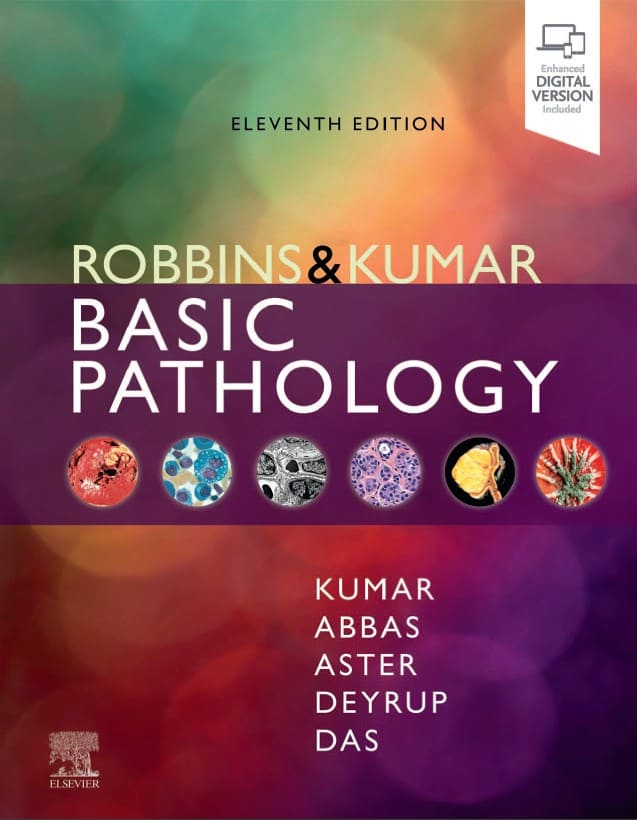 Enhanced
DIGITAL
VERSION
Included
ELEVENTH EDITION
ROBBINS&KUMAR
BASIC
PATHOLOGY
KUMAR
ABBAS
ASTER
DEYRUP
DAS
ELSEVIER